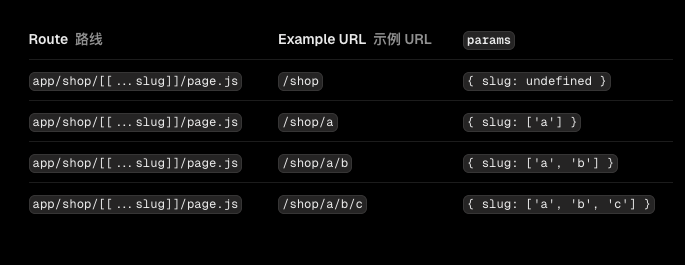 Route 路线 Example URL 示例 URL params
app/shop/[[...slug]]/page.js /shop { slug: undefined }
app/shop/[[...slug]]/page.js /shop/a { slug: ['a'] }
app/shop/[[...slug]]/page.js /shop/a/b { slug: ['a', 'b'] }
app/shop/[[...slug]]/page.js /shop/a/b/c { slug: ['a', 'b', 'c'] }